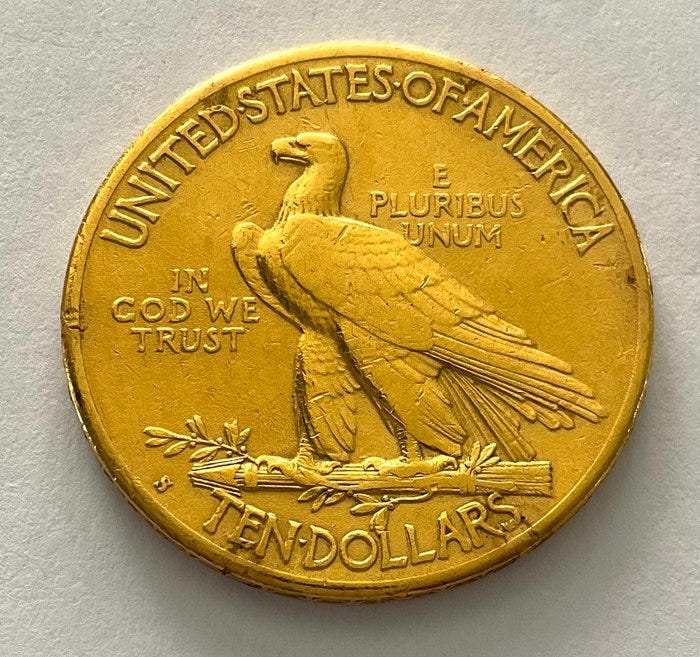 UNITED·STATES·OF·AMERICA
E
PLURIBUS
UNUM
IN
GOD WE
TRUST
S
TEN·DOLLARS